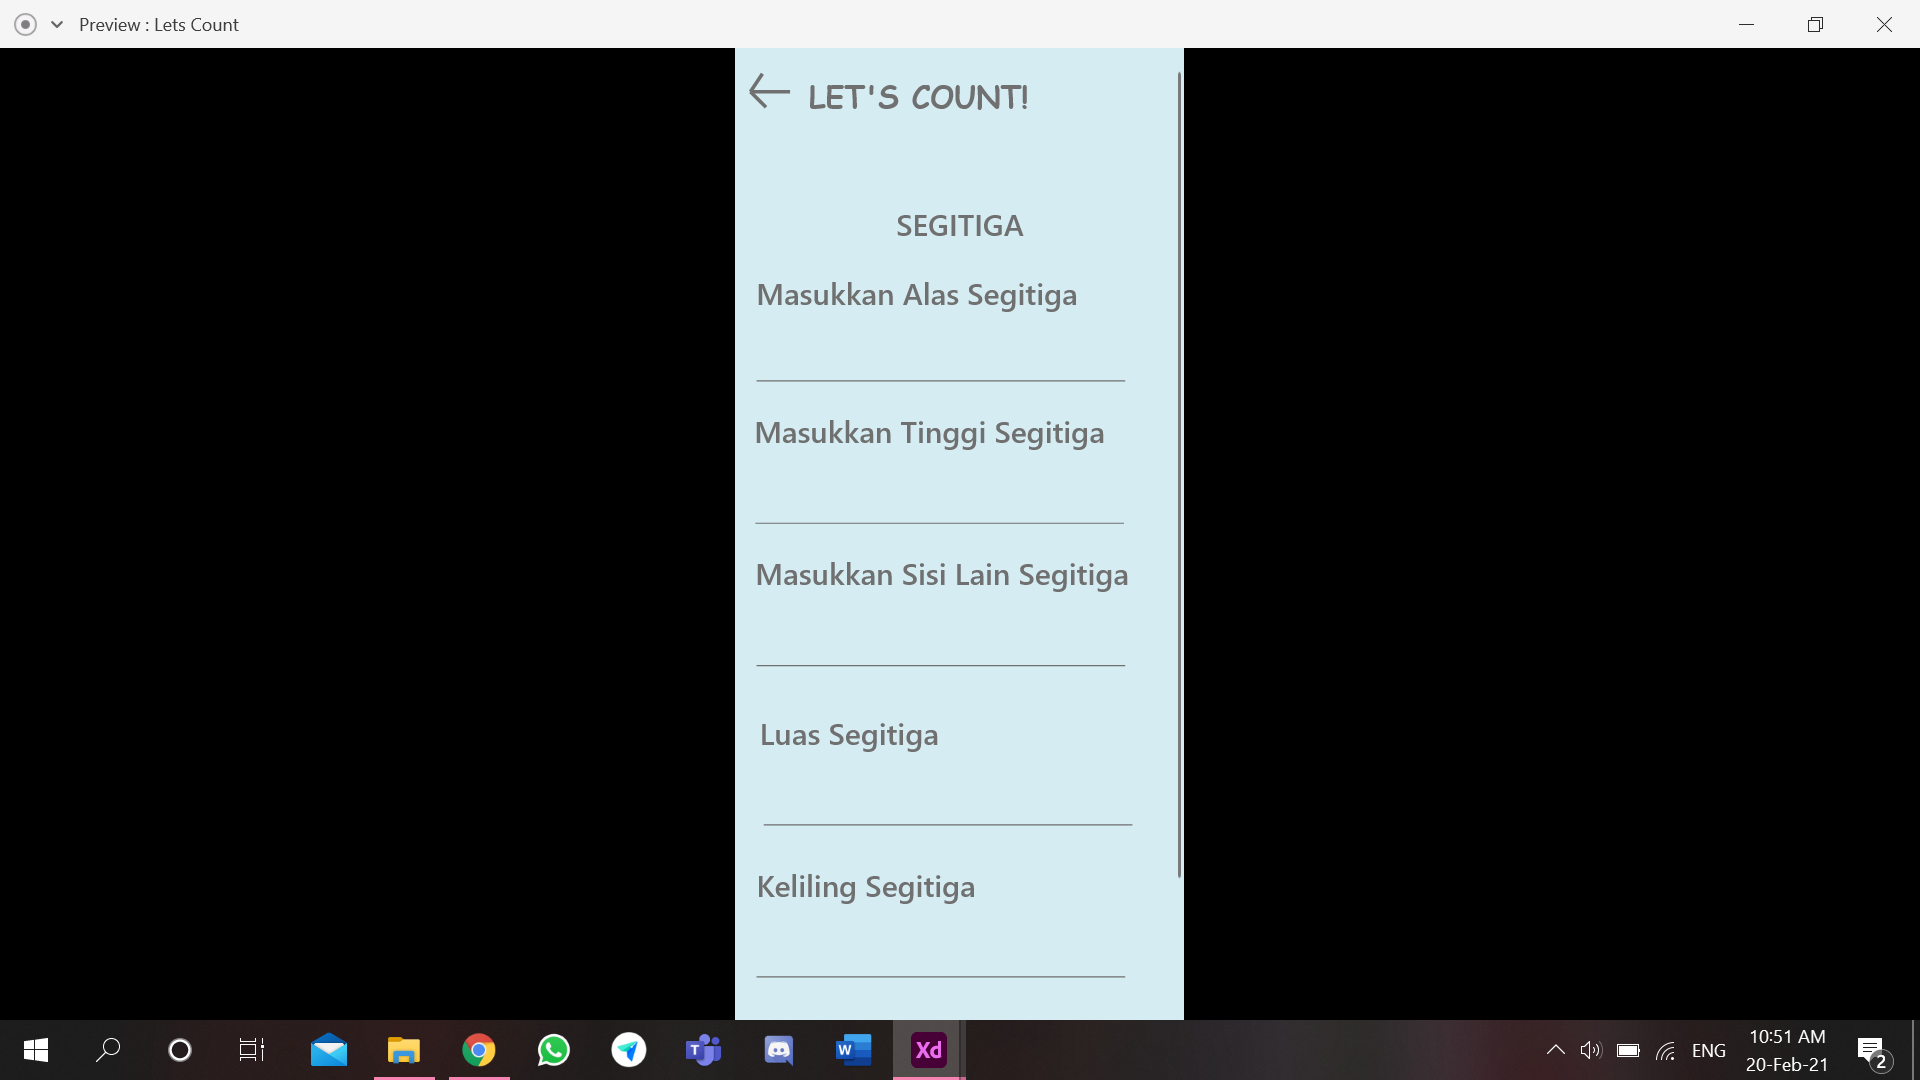 Preview : Lets Count
LET'S COUNT!
SEGITIGA
Masukkan Alas Segitiga
Masukkan Tinggi Segitiga
Masukkan Sisi Lain Segitiga
Luas Segitiga
Keliling Segitiga
T
W
Xd
ENG
10:51 AM
20-Feb-21
2